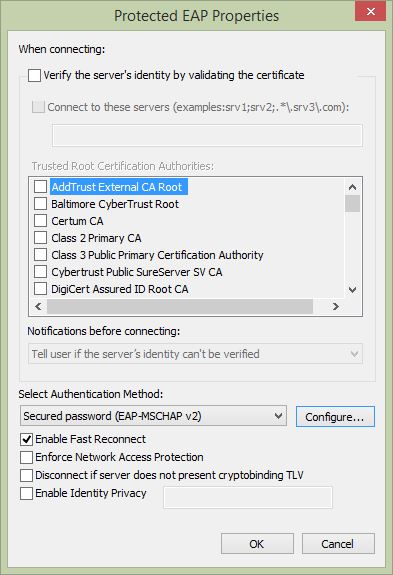 Protected EAP Properties
When connecting:
Verify the server's identity by validating the certificate
Connect to these servers (examples:srv1;srv2;.*\.srv3\.com):
Trusted Root Certification Authorities:
AddTrust External CA Root
Baltimore CyberTrust Root
Certum CA
Class 2 Primary CA
Class 3 Public Primary Certification Authority
Cybertrust Public SureServer SV CA
DigiCert Assured ID Root CA
Notifications before connecting:
Tell user if the server's identity can't be verified
Select Authentication Method:
Secured password (EAP-MSCHAP v2)
Configure...
Enable Fast Reconnect
Enforce Network Access Protection
Disconnect if server does not present cryptobinding TLV
Enable Identity Privacy
OK
Cancel